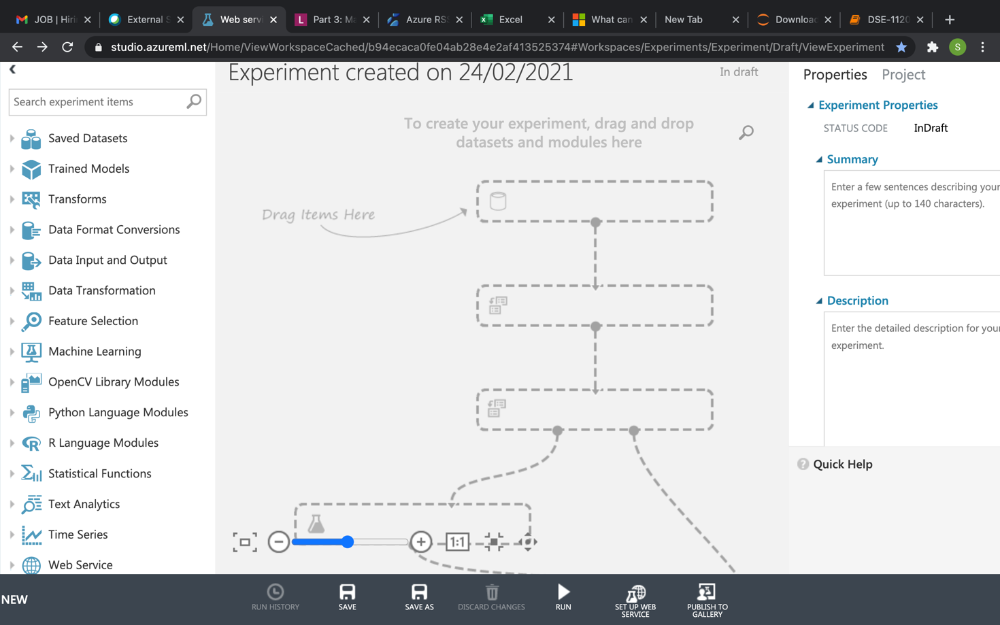 JOB | Hiri
External S
Web servi
Part 3: Ma
Azure RSS
Excel
What can
New Tab
Downloac
DSE-1120
studio.azureml.net/Home/ViewWorkspaceCached/b94ecaca0fe04ab28e4e2af413525374#Workspaces/Experiments/Experiment/Draft/ViewExperiment
S
Experiment created on 24/02/2021
In draft
Properties
Project
Search experiment items
Saved Datasets
Trained Models
Transforms
Data Format Conversions
Data Input and Output
Data Transformation
Feature Selection
Machine Learning
OpenCV Library Modules
Python Language Modules
R Language Modules
Statistical Functions
Text Analytics
Time Series
Web Service
To create your experiment, drag and drop
datasets and modules here
Drag Items Here
1:1
Experiment Properties
STATUS CODE InDraft
Summary
Enter a few sentences describing your
experiment (up to 140 characters).
Description
Enter the detailed description for your
experiment.
Quick Help
NEW
RUN HISTORY
SAVE
SAVE AS
DISCARD CHANGES
RUN
SET UP WEB
SERVICE
PUBLISH TO
GALLERY